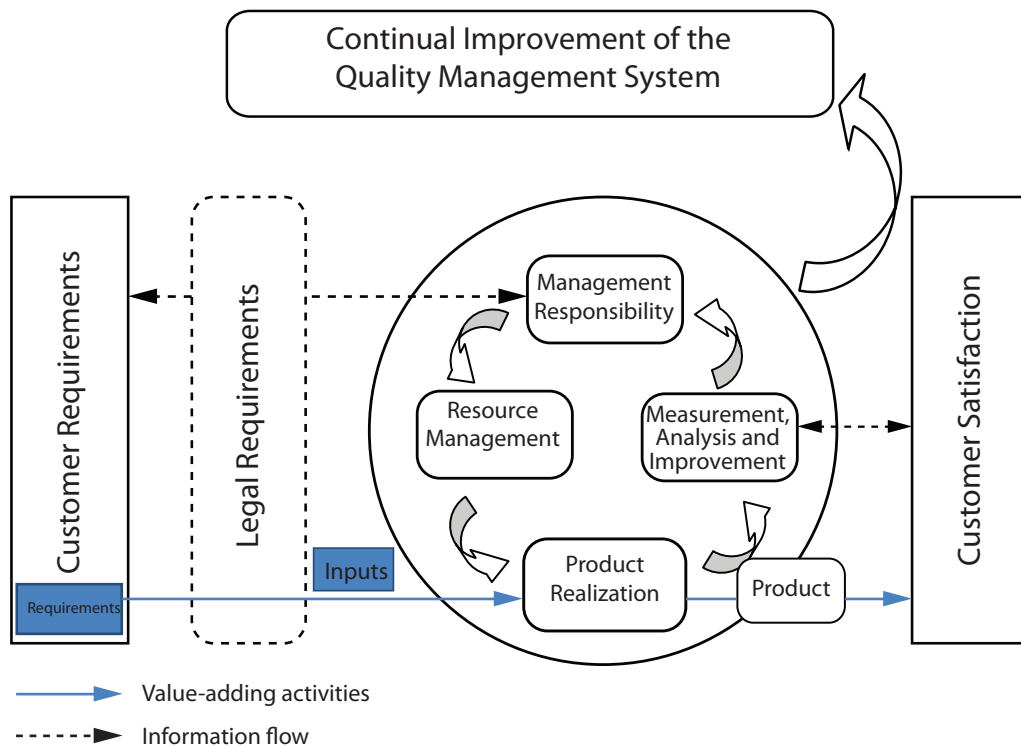 Continual Improvement of the
Quality Management System
Customer Requirements
Legal Requirements
Management
Responsibility
Resource
Management
Measurement,
Analysis and
Improvement
Customer Satisfaction
Inputs
Requirements
Product
Realization
Product
Value-adding activities
Information flow